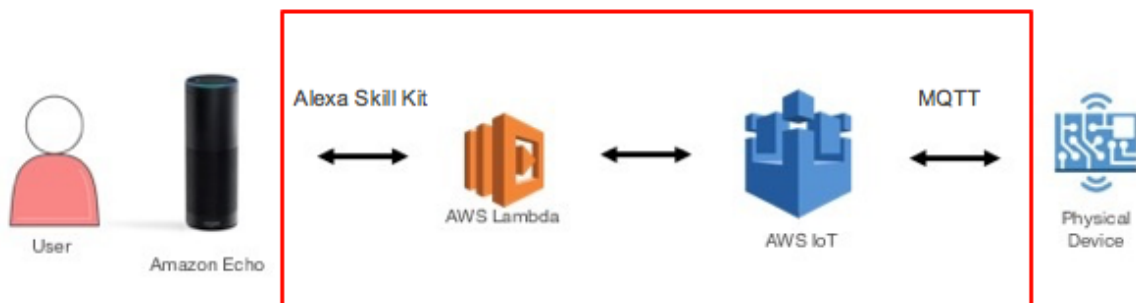 Alexa Skill Kit
MQTT
User
Amazon Echo
AWS Lambda
AWS IoT
Physical
Device